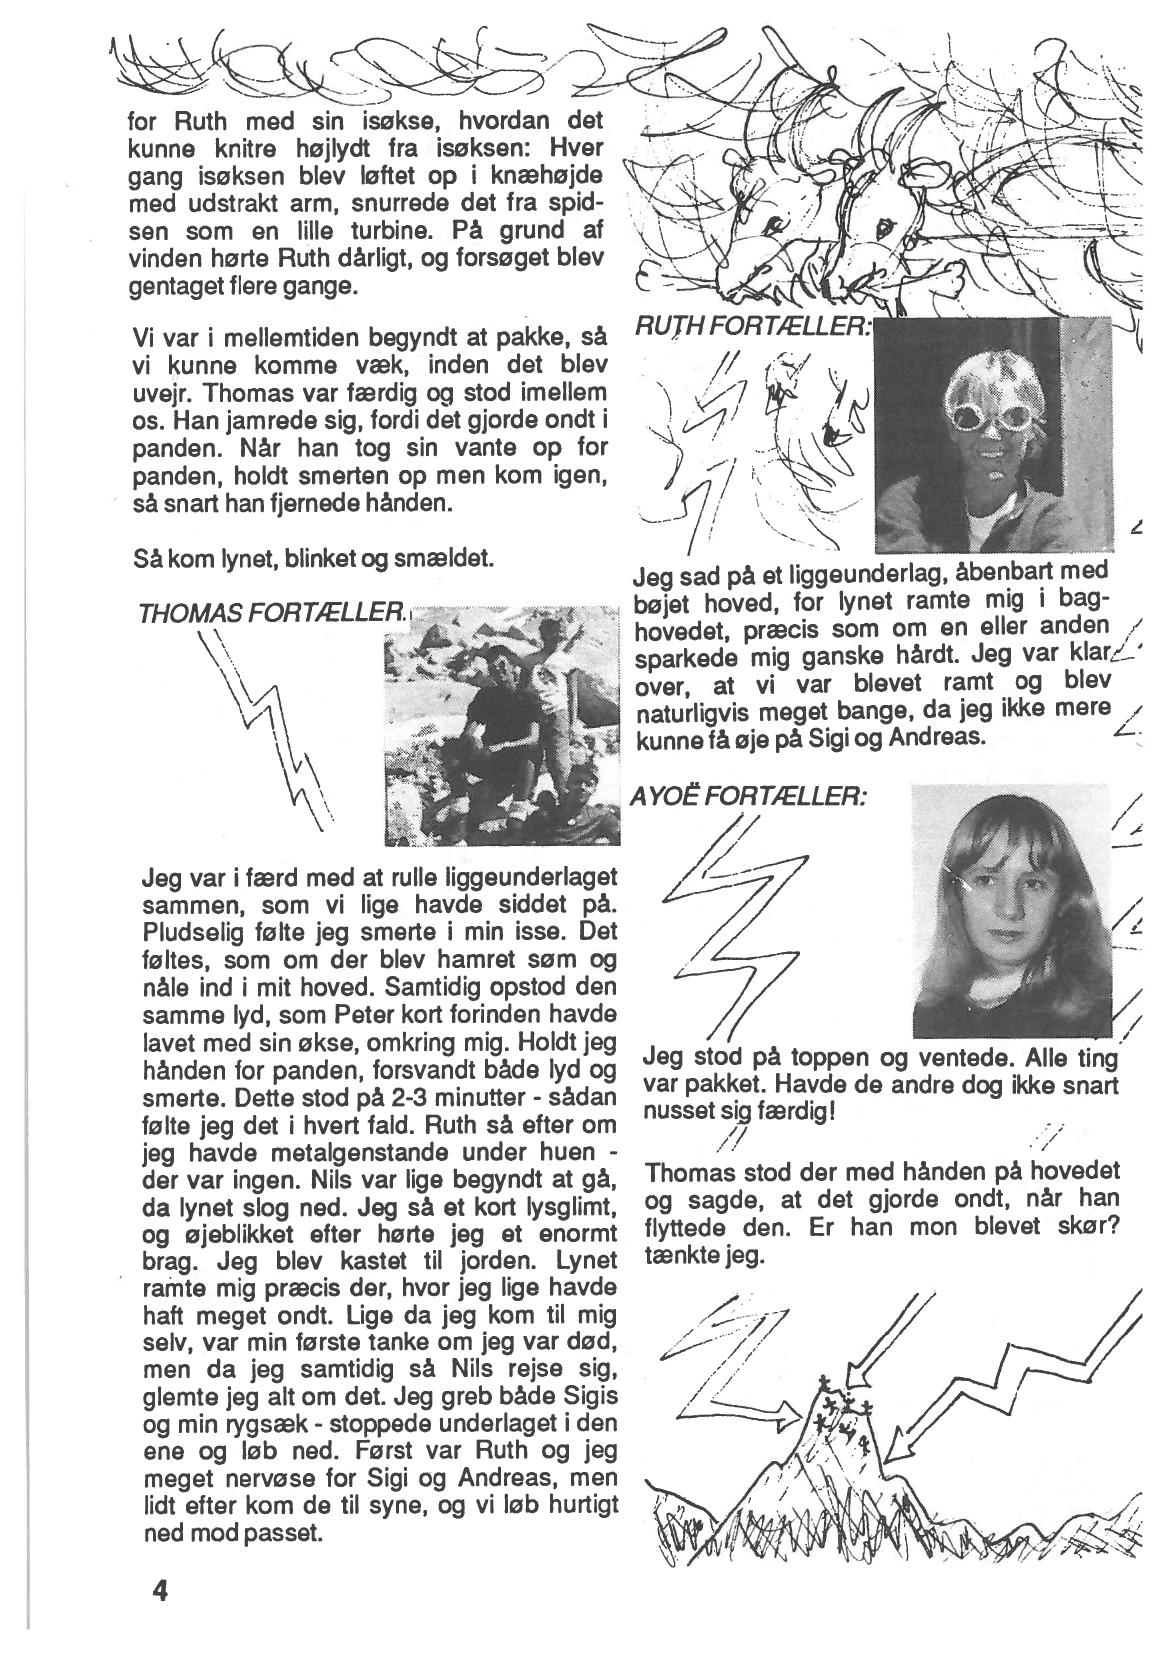 for Ruth med sin isøkse, hvordan det
kunne knitre højlydt fra isøksen: Hver
gang isøksen blev løftet op i knæhøjde
med udstrakt arm, snurrede det fra spid-
sen som en lille turbine. På grund af
vinden hørte Ruth dårligt, og forsøget blev
gentaget flere gange.
Vi var i mellemtiden begyndt at pakke, så
vi kunne komme væk, inden det blev
uvejr. Thomas var færdig og stod imellem
os. Han jamrede sig, fordi det gjorde ondt i
panden. Når han tog sin vante op for
panden, holdt smerten op men kom igen,
så snart han fjernede hånden.
Så kom lynet, blinket og smældet.
THOMAS FORTÆLLER.
Jeg var i færd med at rulle liggeunderlaget
sammen, som vi lige havde siddet på.
Pludselig følte jeg smerte i min isse. Det
føltes, som om der blev hamret søm og
nåle ind i mit hoved. Samtidig opstod den
samme lyd, som Peter kort forinden havde
lavet med sin økse, omkring mig. Holdt jeg
hånden for panden, forsvandt både lyd og
smerte. Dette stod på 2-3 minutter - sådan
følte jeg det i hvert fald. Ruth så efter om
jeg havde metalgenstande under huen -
der var ingen. Nils var lige begyndt at gå,
da lynet slog ned. Jeg så et kort lysglimt,
og øjeblikket efter hørte jeg et enormt
brag. Jeg blev kastet til jorden. Lynet
ramte mig præcis der, hvor jeg lige havde
haft meget ondt. Lige da jeg kom til mig
selv, var min første tanke om jeg var død,
men da jeg samtidig så Nils rejse sig,
glemte jeg alt om det. Jeg greb både Sigis
og min rygsæk - stoppede underlaget i den
ene og løb ned. Først var Ruth og jeg
meget nervøse for Sigi og Andreas, men
lidt efter kom de til syne, og vi løb hurtigt
ned mod passet.
RUTH FORTÆLLER:
Jeg sad på et liggeunderlag, åbenbart med
bøjet hoved, for lynet ramte mig i bag-
hovedet, præcis som om en eller anden
sparkede mig ganske hårdt. Jeg var klar
over, at vi var blevet ramt og blev
naturligvis meget bange, da jeg ikke mere
kunne få øje på Sigi og Andreas.
AYOË FORTÆLLER:
Jeg stod på toppen og ventede. Alle ting
var pakket. Havde de andre dog ikke snart
nusset sig færdig!
Thomas stod der med hånden på hovedet
og sagde, at det gjorde ondt, når han
flyttede den. Er han mon blevet skør?
tænkte jeg.
4